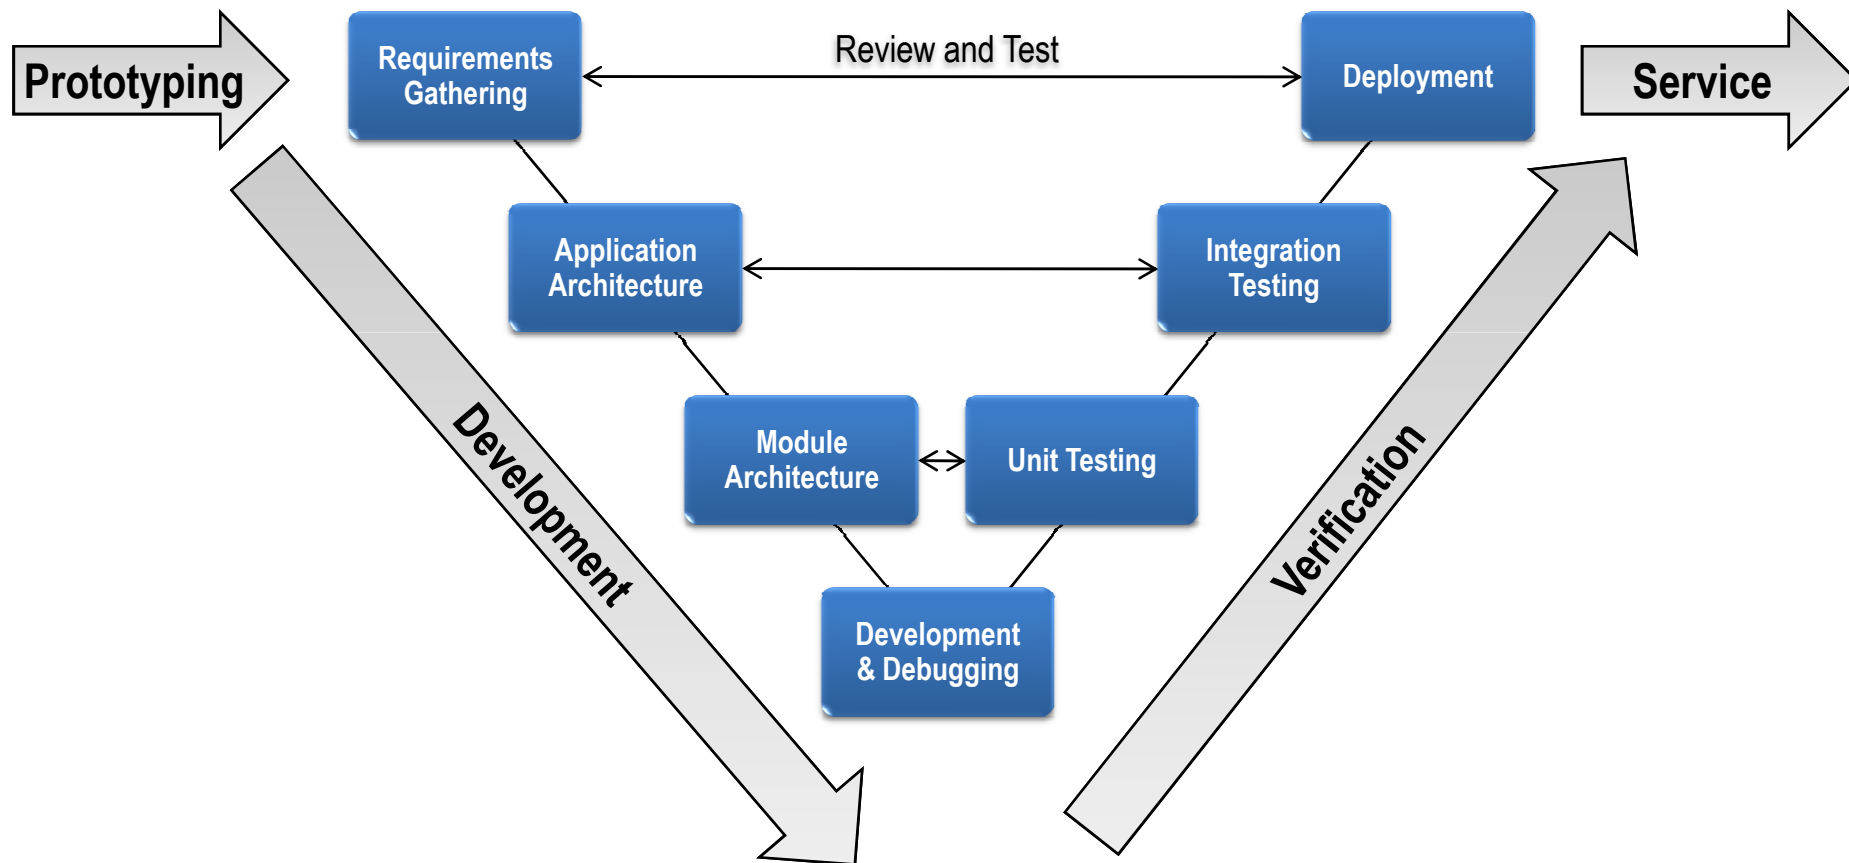 Prototyping
Requirements
Gathering
Review and Test
Deployment
Service
Application
Architecture
Integration
Testing
Module
Architecture
Unit Testing
Development
Verification
Development
& Debugging